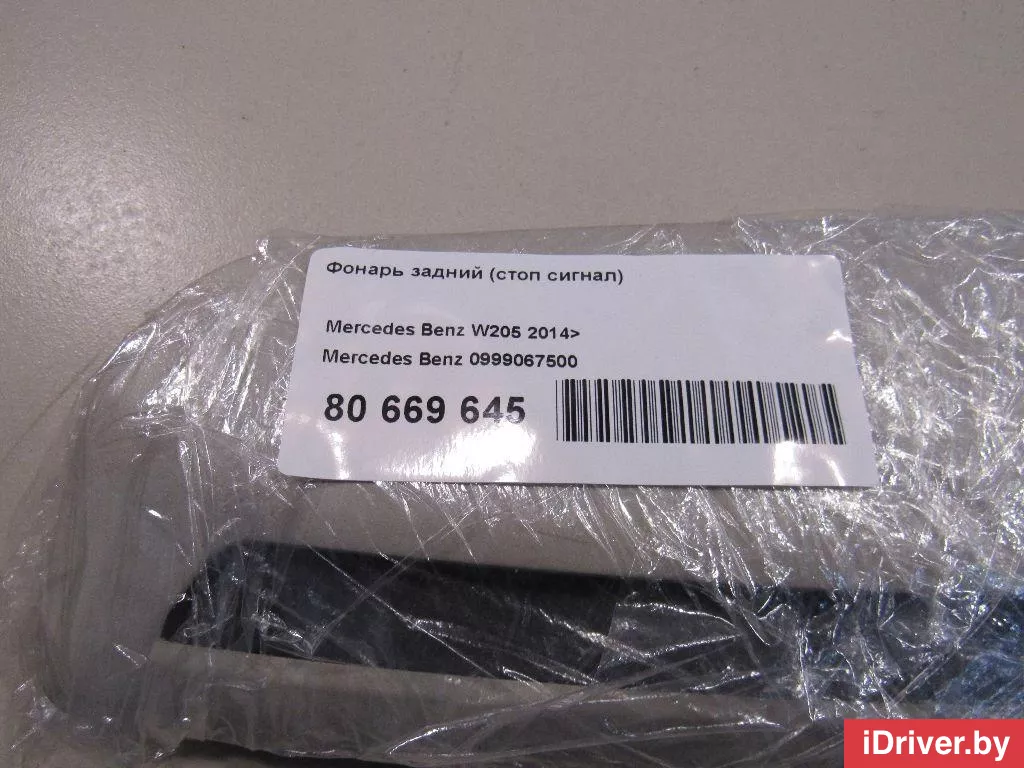 Фонарь задний (стоп сигнал)
Mercedes Benz W205 2014>
Mercedes Benz 0999067500
80 669 645
iDriver.by